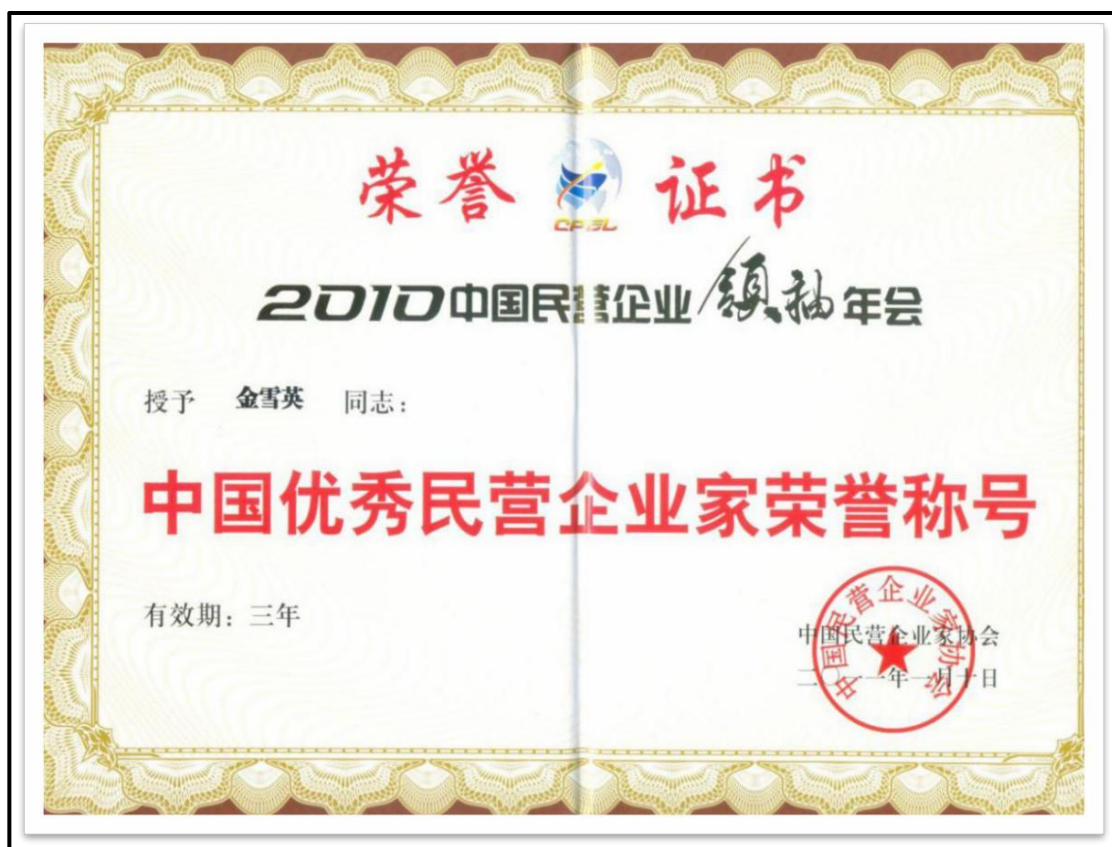 荣誉 证书
CPEL
2010中国民营企业领袖年会
授予 金雪英 同志：
中国优秀民营企业家荣誉称号
有效期：三年
中国民营企业家协会
二〇一一年一月十日
中国民营企业家协会